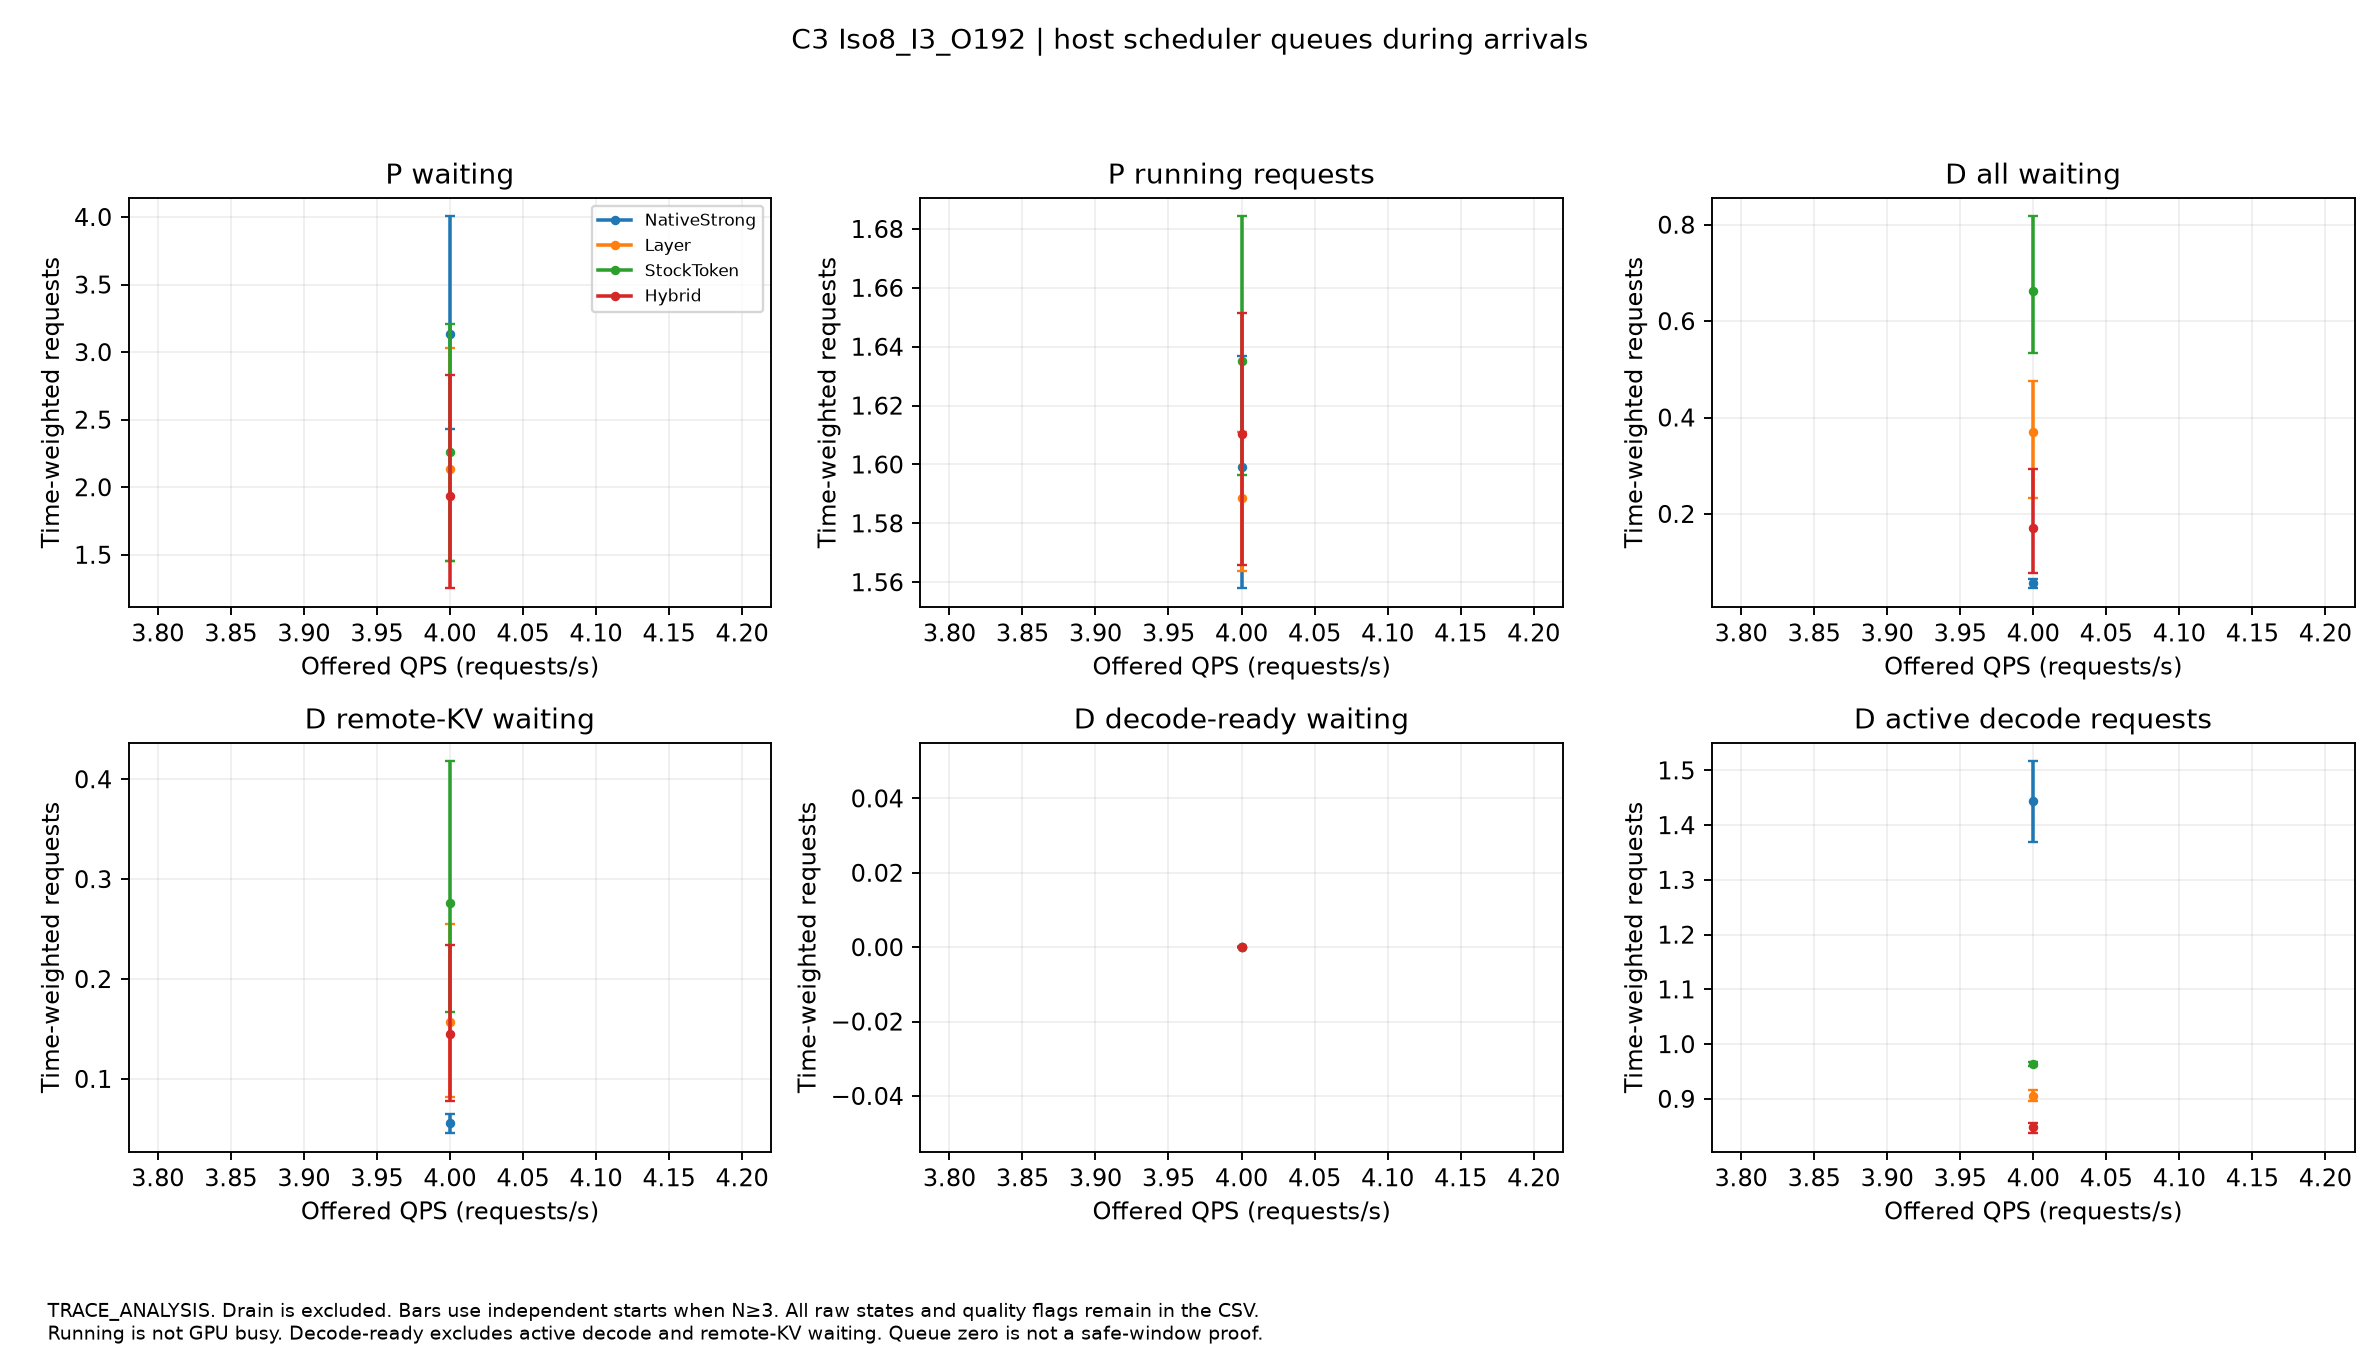 C3 Iso8_I3_O192 | host scheduler queues during arrivals
P waiting
Time-weighted requests
4.0
3.5
3.0
2.5
2.0
1.5
NativeStrong
Layer
StockToken
Hybrid
3.80 3.85 3.90 3.95 4.00 4.05 4.10 4.15 4.20
Offered QPS (requests/s)
P running requests
Time-weighted requests
1.68
1.66
1.64
1.62
1.60
1.58
1.56
3.80 3.85 3.90 3.95 4.00 4.05 4.10 4.15 4.20
Offered QPS (requests/s)
D all waiting
Time-weighted requests
0.8
0.6
0.4
0.2
3.80 3.85 3.90 3.95 4.00 4.05 4.10 4.15 4.20
Offered QPS (requests/s)
D remote-KV waiting
Time-weighted requests
0.4
0.3
0.2
0.1
3.80 3.85 3.90 3.95 4.00 4.05 4.10 4.15 4.20
Offered QPS (requests/s)
D decode-ready waiting
Time-weighted requests
0.04
0.02
0.00
−0.02
−0.04
3.80 3.85 3.90 3.95 4.00 4.05 4.10 4.15 4.20
Offered QPS (requests/s)
D active decode requests
Time-weighted requests
1.5
1.4
1.3
1.2
1.1
1.0
0.9
3.80 3.85 3.90 3.95 4.00 4.05 4.10 4.15 4.20
Offered QPS (requests/s)
TRACE_ANALYSIS. Drain is excluded. Bars use independent starts when N≥3. All raw states and quality flags remain in the CSV.
Running is not GPU busy. Decode-ready excludes active decode and remote-KV waiting. Queue zero is not a safe-window proof.